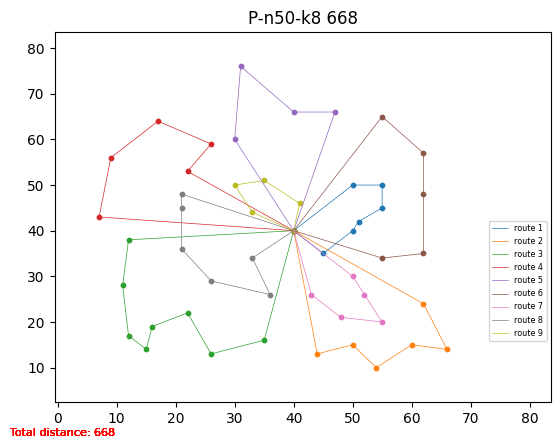 P-n50-k8 668
80
70
60
50
40
30
20
10
0 10 20 30 40 50 60 70 80
route 1
route 2
route 3
route 4
route 5
route 6
route 7
route 8
route 9
Total distance: